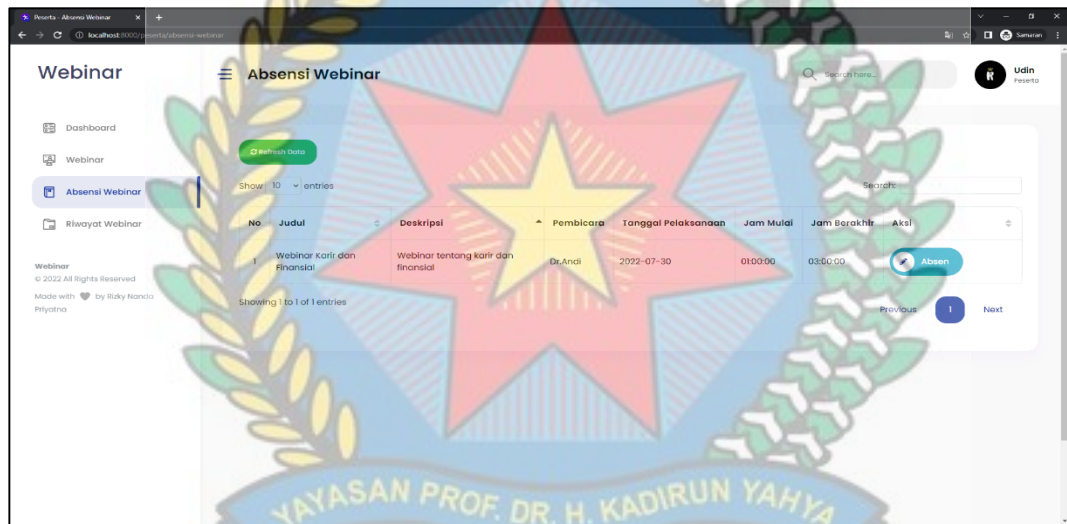 Peserta - Absensi Webinar
localhost:8000/peserta/absensi-webinar
Samaran
Webinar
Absensi Webinar
Search here...
Udin
Peserta
Dashboard
Webinar
Absensi Webinar
Riwayat Webinar
Webinar
© 2022 All Rights Reserved
Made with by Rizky Nanda
Priyatna
Refresh Data
Show 10 entries
Search:
No Judul Deskripsi Pembicara Tanggal Pelaksanaan Jam Mulai Jam Berakhir Aksi
1 Webinar Karir dan Finansial Webinar tentang karir dan finansial Dr.Andi 2022-07-30 01:00:00 03:00:00 Absen
Showing 1 to 1 of 1 entries
Previous 1 Next
YAYASAN PROF. DR. H. KADIRUN YAHYA